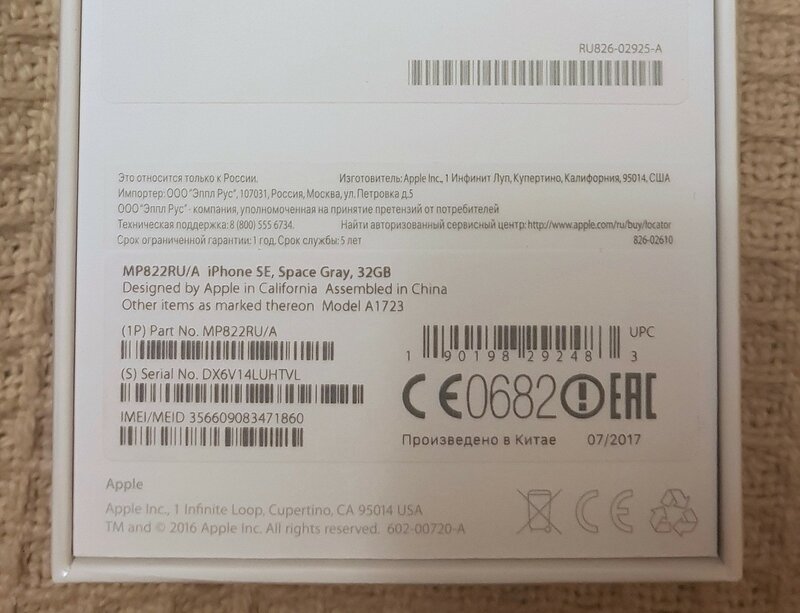 RU826-02925-A
Это относится только к России. Изготовитель: Apple Inc., 1 Инфинит Луп, Купертино, Калифорния, 95014, США
Импортер: ООО "Эппл Рус", 107031, Россия, Москва, ул. Петровка д.5
ООО "Эппл Рус" - компания, уполномоченная на принятие претензий от потребителей
Техническая поддержка: 8 (800) 555 6734. Найти авторизованный сервисный центр: http://www.apple.com/ru/buy/locator
Срок ограниченной гарантии: 1 год. Срок службы: 5 лет 826-02610
MP822RU/A iPhone SE, Space Gray, 32GB
Designed by Apple in California Assembled in China
Other items as marked thereon Model A1723
(1P) Part No. MP822RU/A
UPC
1 90198 29248 3
(S) Serial No. DX6V14LUHTVL
CE0682 EAC
IMEI/MEID 356609083471860
Произведено в Китае 07/2017
Apple
Apple Inc., 1 Infinite Loop, Cupertino, CA 95014 USA
TM and © 2016 Apple Inc. All rights reserved. 602-00720-A
CE